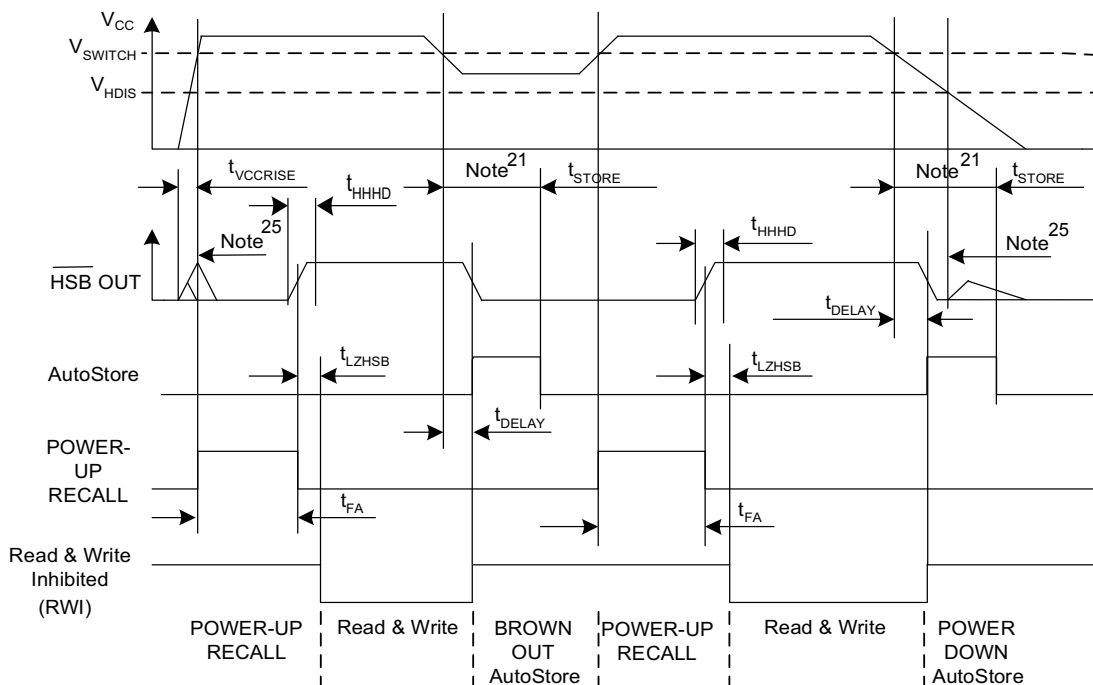 VCC
VSWITCH
VHDIS
tVCCRISE
tHHHD
Note21
tSTORE
Note21
tSTORE
Note25
tHHHD
Note25
HSB OUT
tDELAY
tLZHSB
tLZHSB
AutoStore
tDELAY
POWER-
UP
RECALL
tFA
tFA
Read & Write
Inhibited
(RWI)
POWER-UP
RECALL
Read & Write
BROWN
OUT
AutoStore
POWER-UP
RECALL
Read & Write
POWER
DOWN
AutoStore